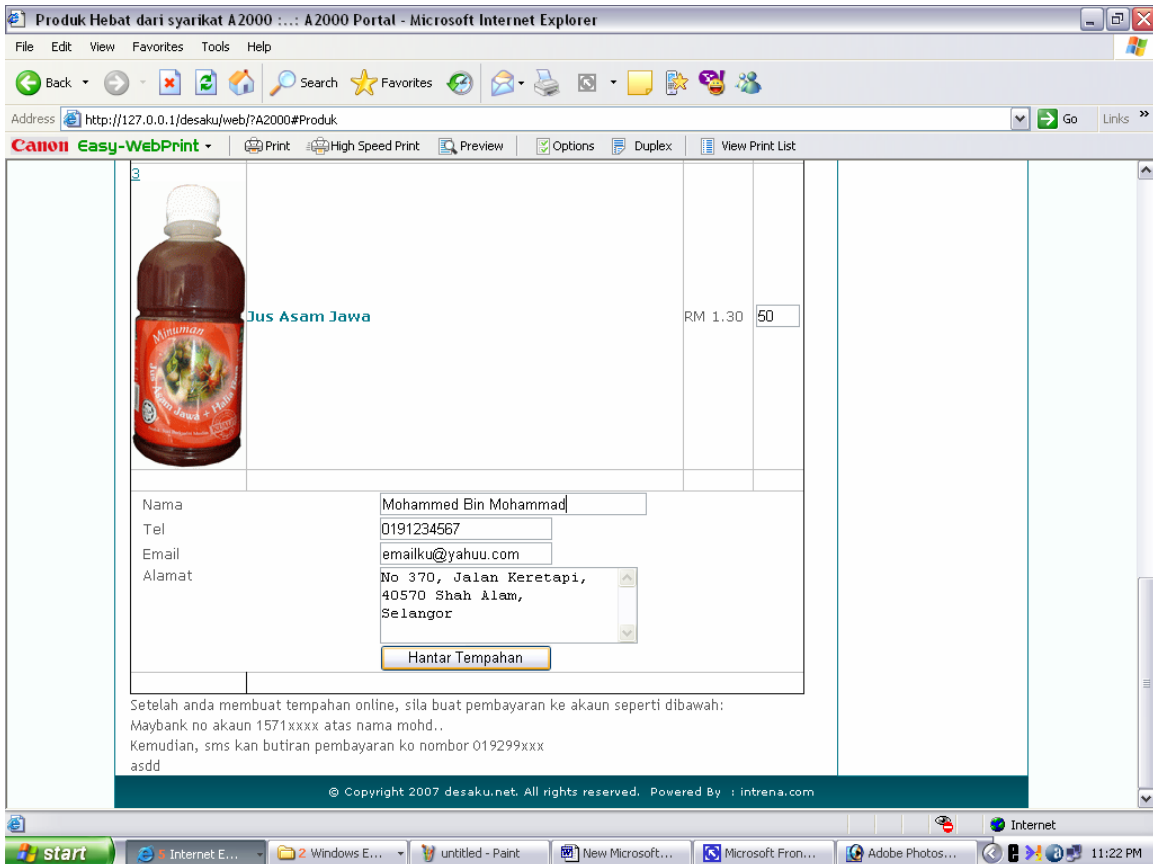 Produk Hebat dari syarikat A2000 :..: A2000 Portal - Microsoft Internet Explorer
File Edit View Favorites Tools Help
Back Search Favorites
Address http://127.0.0.1/desaku/web/?A2000#Produk Go Links »
Canon Easy-WebPrint Print High Speed Print Preview Options Duplex View Print List
3
Minuman
Jus Asam Jawa + Halia
Jus Asam Jawa RM 1.30 50
Nama Mohammed Bin Mohammad
Tel 0191234567
Email emailku@yahuu.com
Alamat No 370, Jalan Keretapi,
40570 Shah Alam,
Selangor
Hantar Tempahan
Setelah anda membuat tempahan online, sila buat pembayaran ke akaun seperti dibawah:
Maybank no akaun 1571xxxx atas nama mohd..
Kemudian, sms kan butiran pembayaran ko nombor 019299xxx
asdd
© Copyright 2007 desaku.net. All rights reserved. Powered By : intrena.com
Internet
start 5 Internet E... 2 Windows E... untitled - Paint New Microsoft... Microsoft Fron... Adobe Photos... 11:22 PM